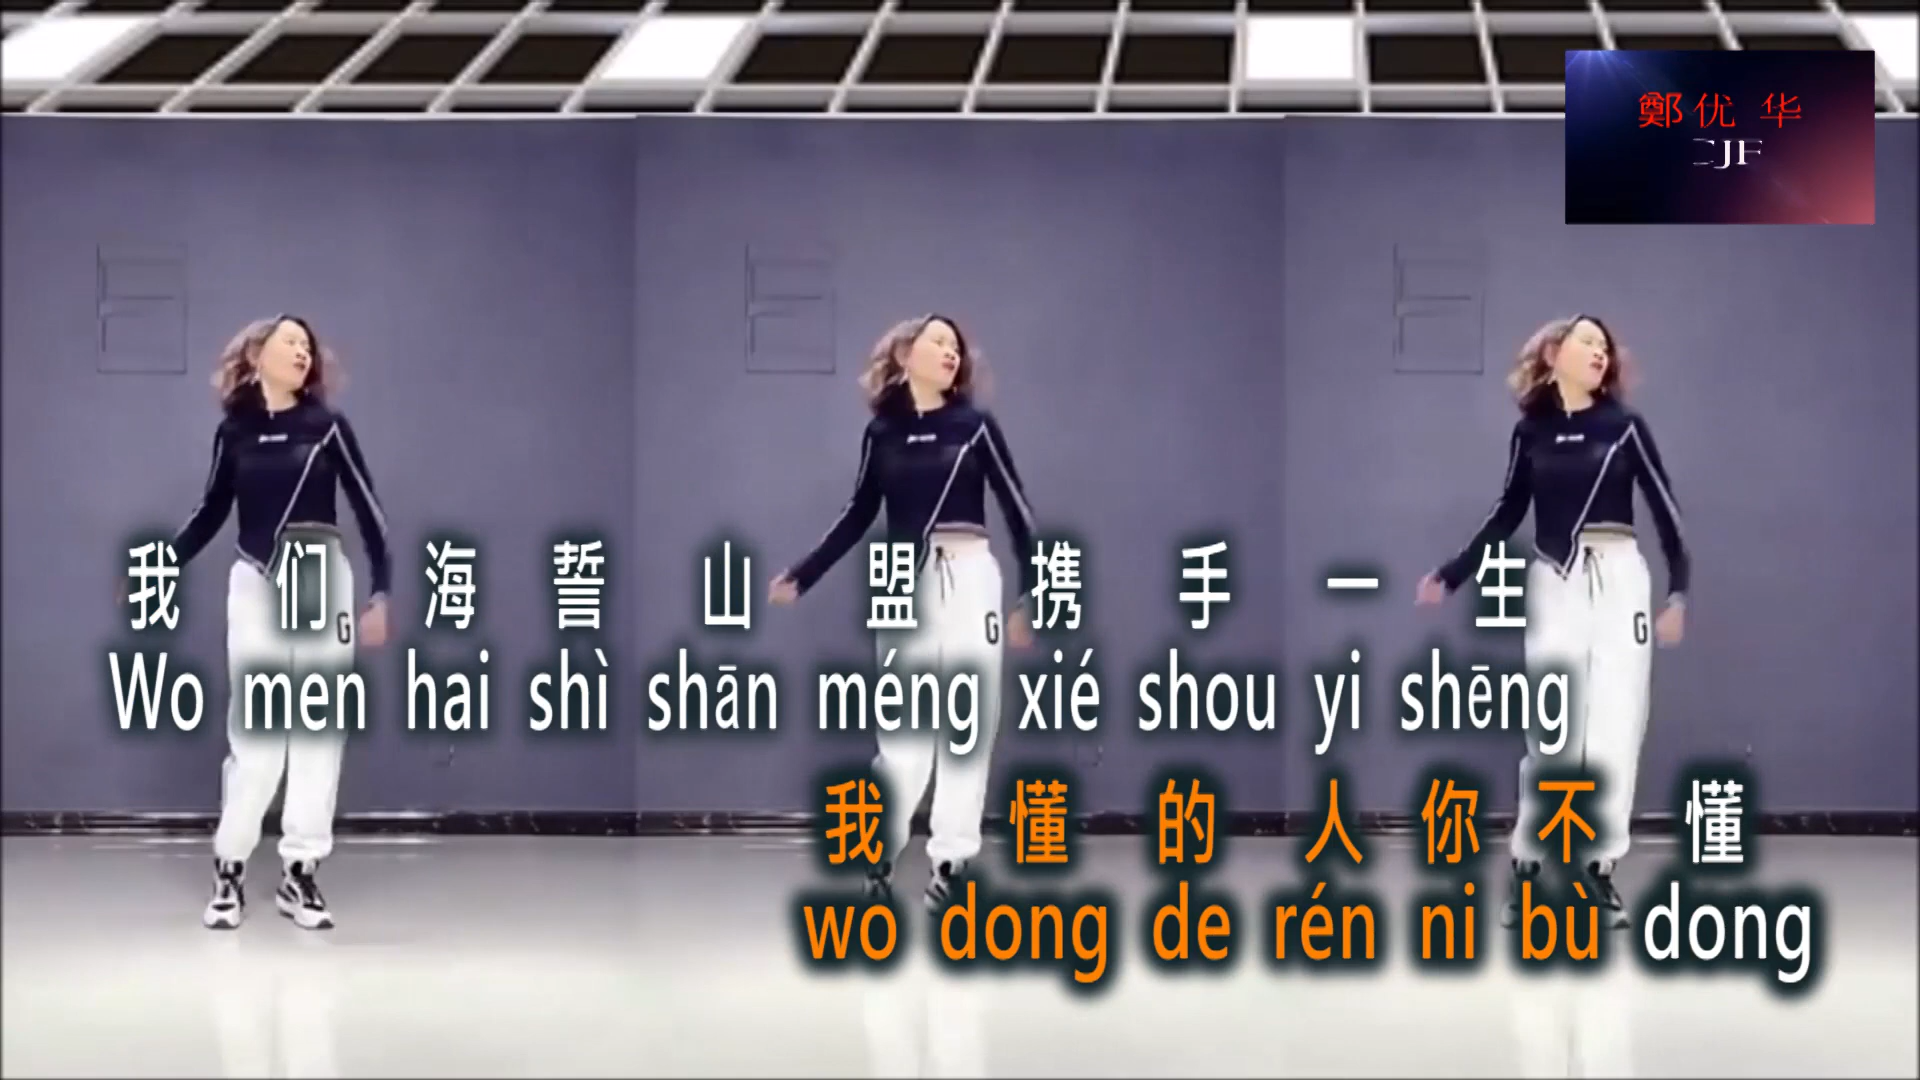 鄭优 华
CJF
我们海誓山盟携手一生
Wo men hai shì shān méng xié shou yi shēng
我懂的人你不懂
wo dong de rén ni bù dong
G
G
G